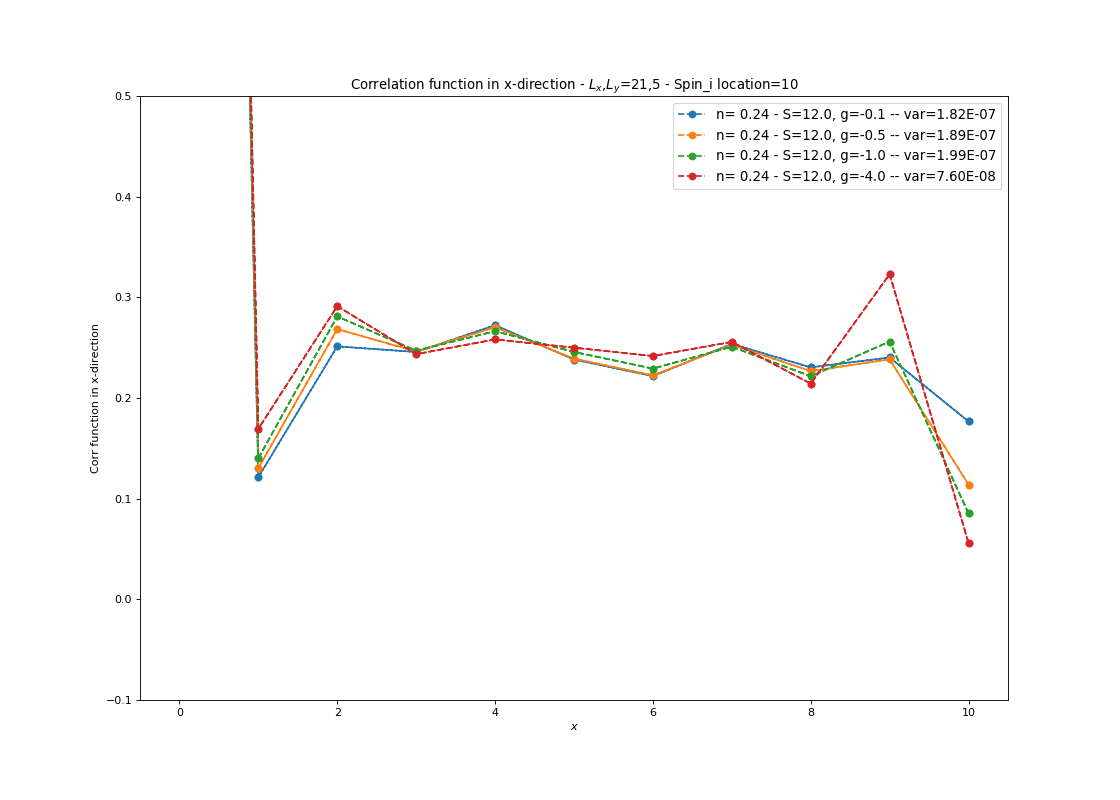 Correlation function in x-direction - $L_x$,$L_y$=21,5 - Spin_i location=10
n= 0.24 - S=12.0, g=-0.1 -- var=1.82E-07
n= 0.24 - S=12.0, g=-0.5 -- var=1.89E-07
n= 0.24 - S=12.0, g=-1.0 -- var=1.99E-07
n= 0.24 - S=12.0, g=-4.0 -- var=7.60E-08
Corr function in x-direction
0.5
0.4
0.3
0.2
0.1
0.0
−0.1
0 2 4 6 8 10
x